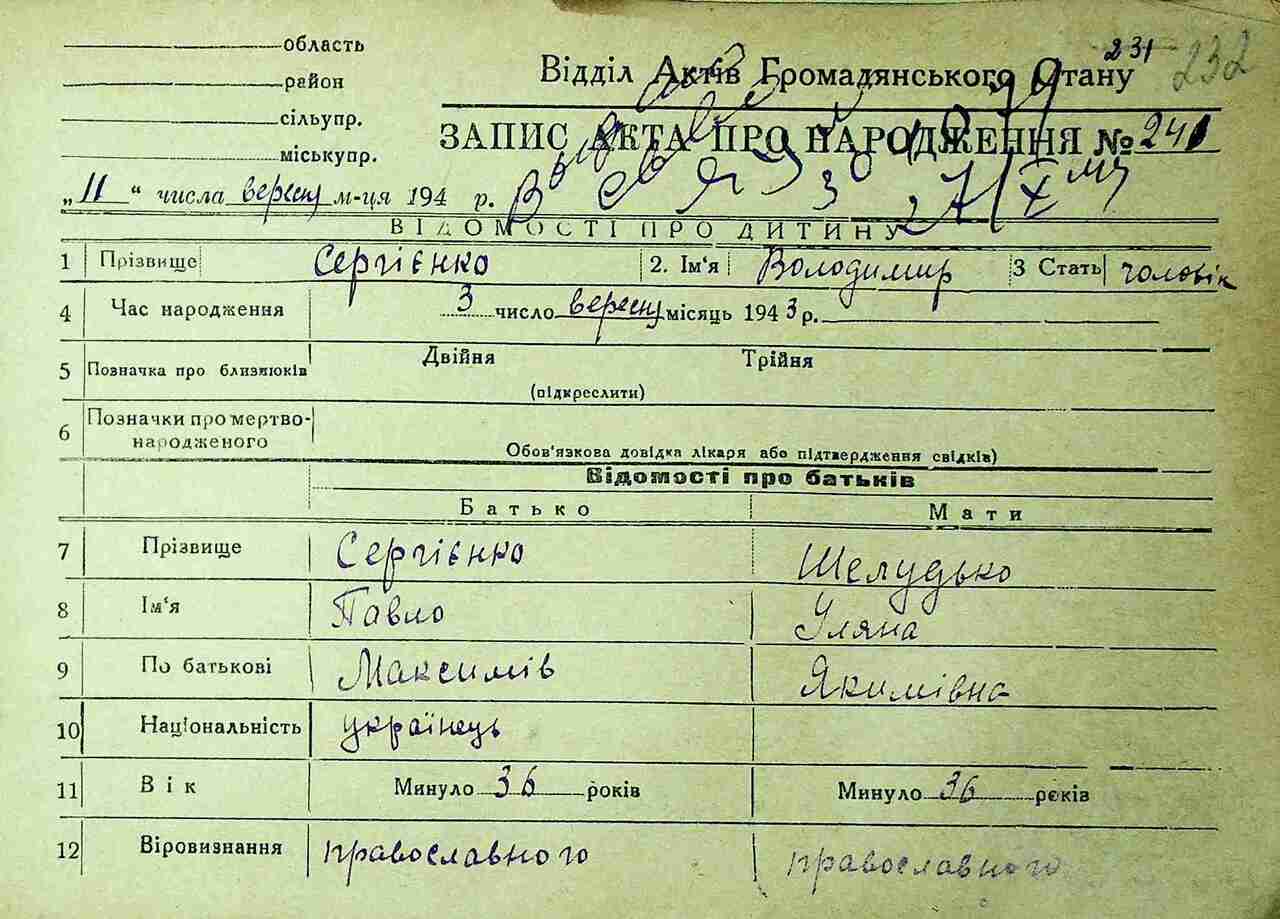 область
район
сільупр.
міськупр.
231
232
Відділ Актів Громадянського Стану
ЗАПИС АКТА ПРО НАРОДЖЕННЯ № 241
„11“ числа вересня м-ця 194 р.
ВІДОМОСТІ ПРО ДИТИНУ
1 Прізвище Сергієнко 2. Ім'я Володимир 3 Стать чоловік
4 Час народження 3 число вересня місяць 1943 р.
5 Позначка про близнюків Двійня Трійня
(підкреслити)
6 Позначки про мертво-
народженого
Обов'язкова довідка лікаря або підтвердження свідків)
Відомості про батьків
Батько Мати
7 Прізвище Сергієнко Шелудько
8 Ім'я Павло Уляна
9 По батькові Максимів Якимівна
10 Національність українець
11 Вік Минуло 36 років Минуло 36 років
12 Віровизнання православного православного